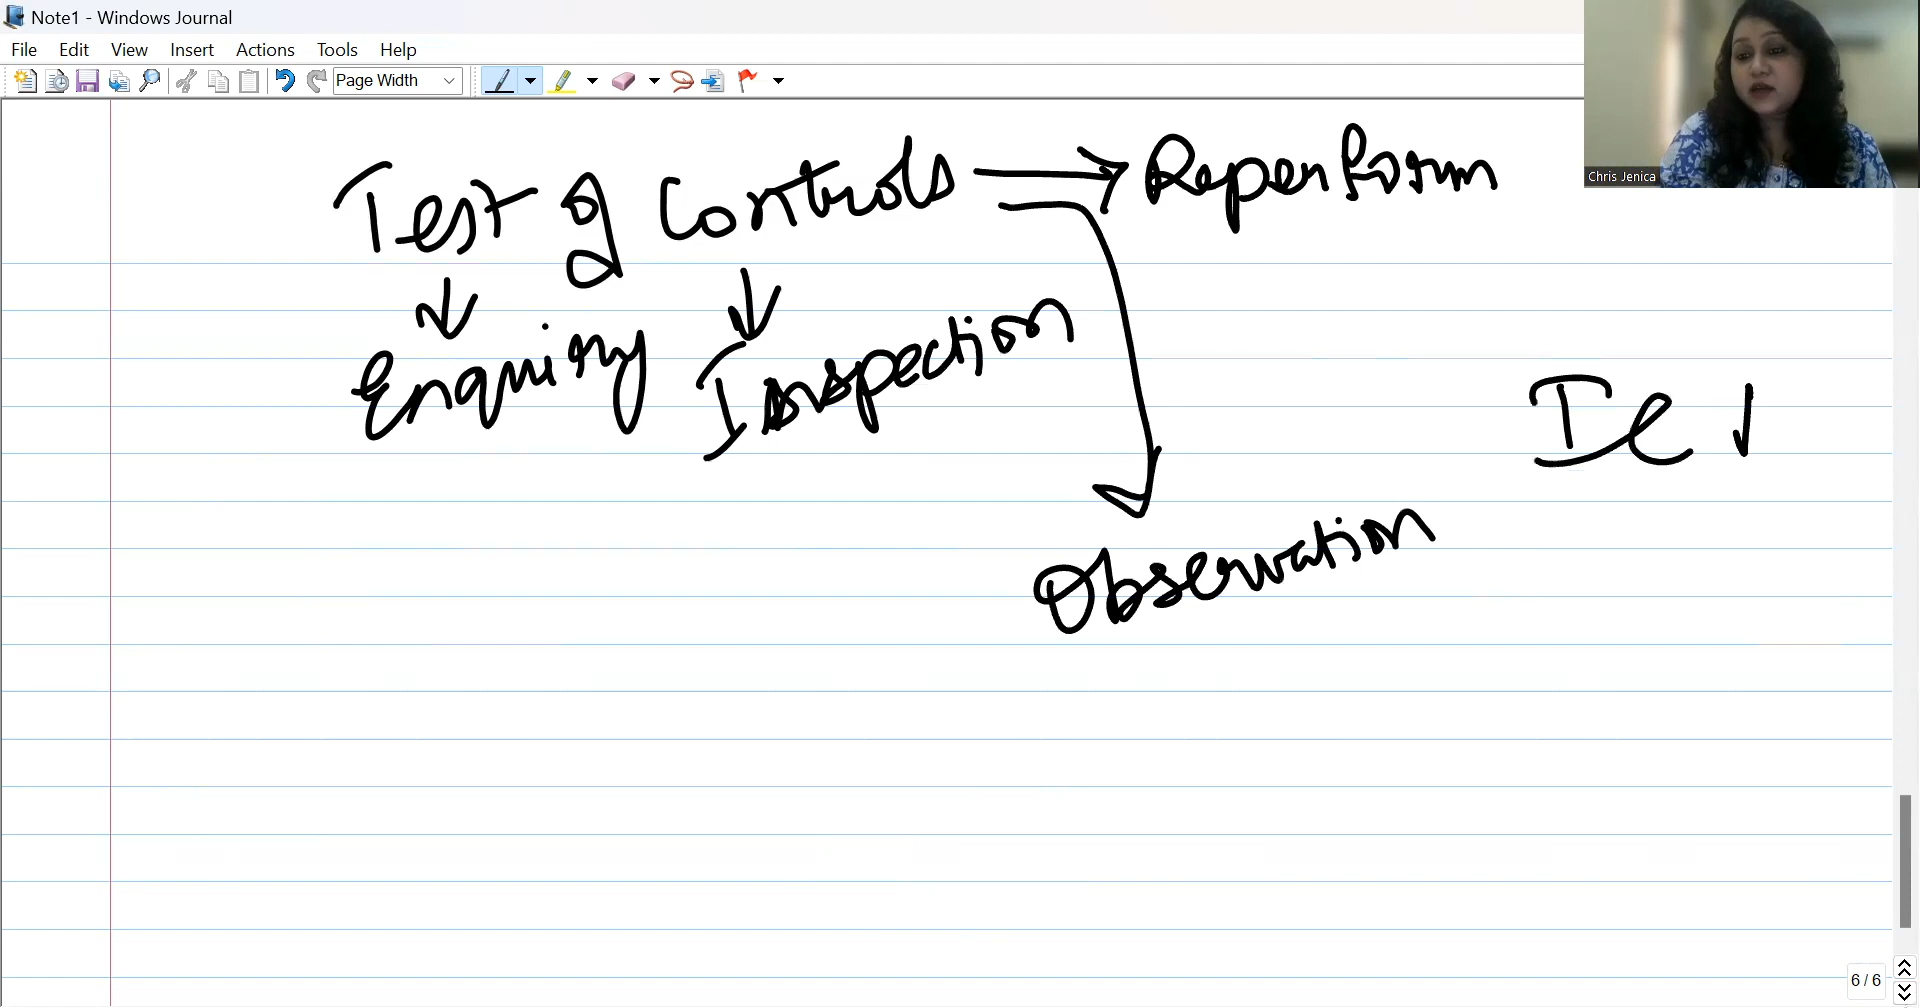 Note1 - Windows Journal
File Edit View Insert Actions Tools Help
Page Width
Chris Jenica
Test of Controls → Reperform
↓ ↓
Enquiry Inspection
IC ↓
Observation
6 / 6